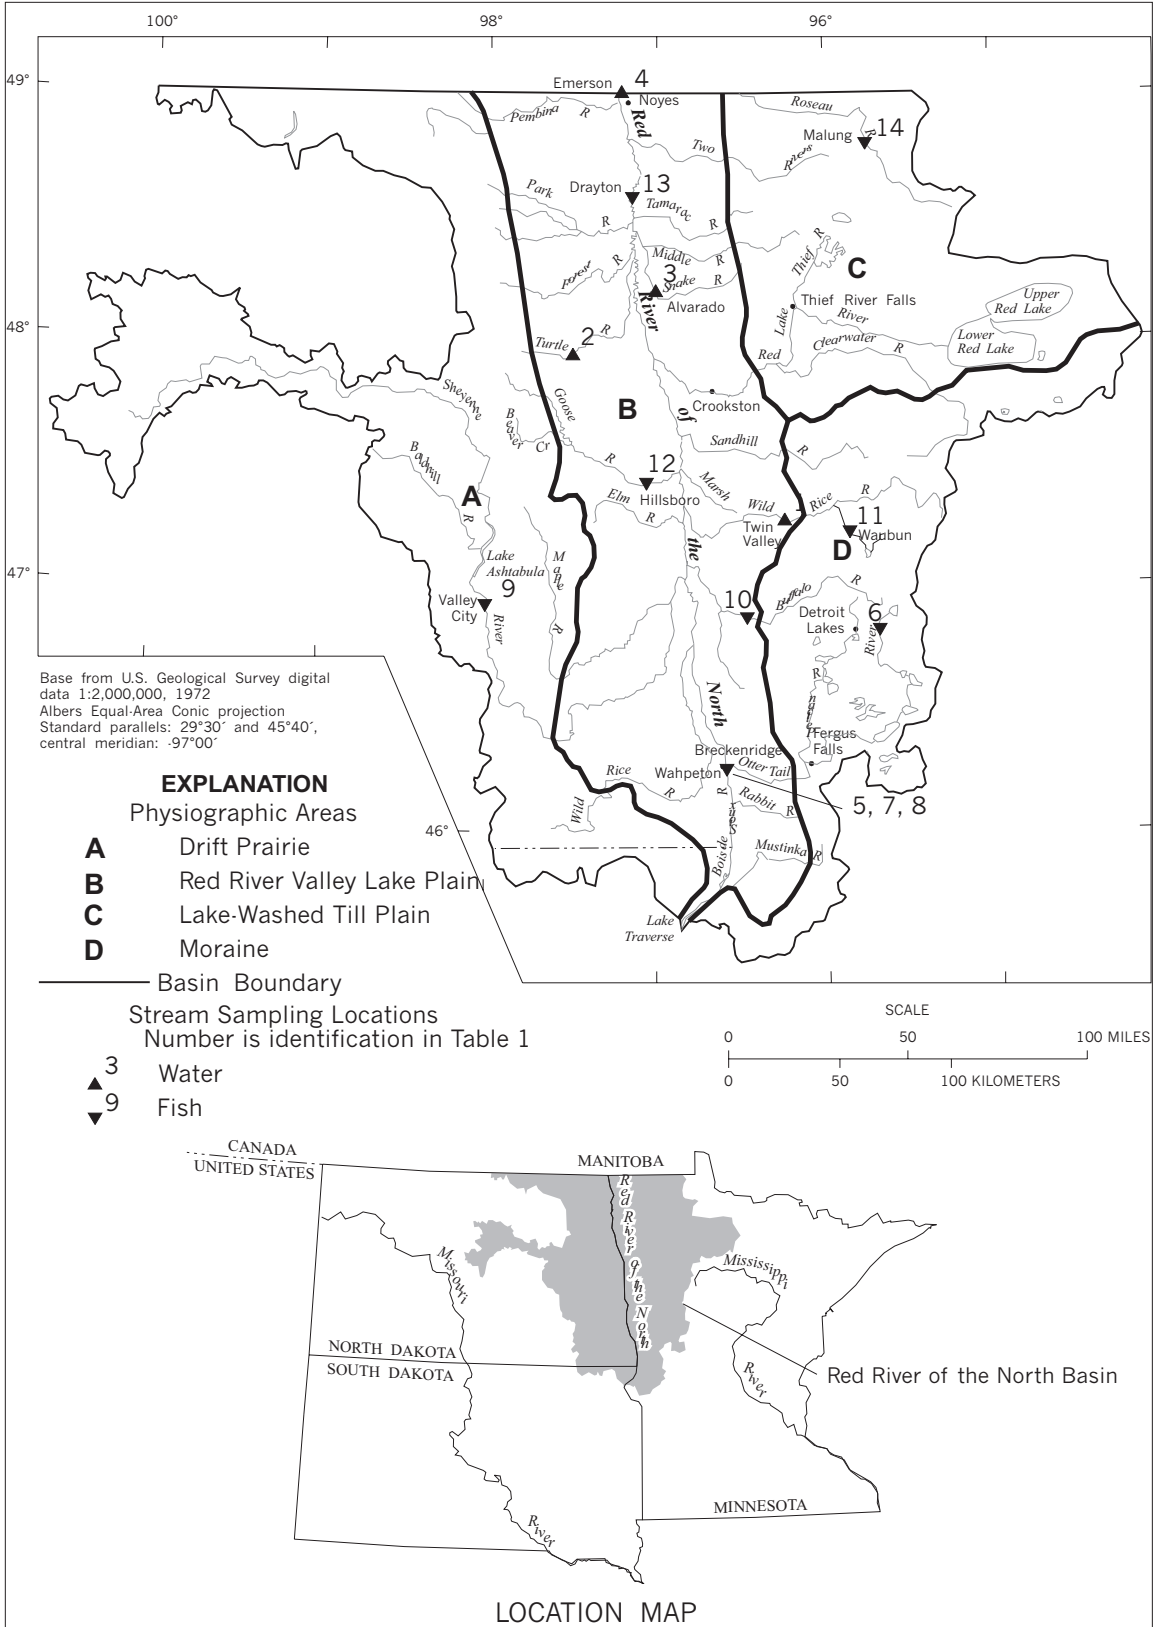 100°
98°
96°
49°
48°
47°
46°
Emerson
4
Noyes
Pembina R
Red
River
of
the
North
Roseau R
Malung
14
Two
Rivers
Park
R
Drayton
13
Tamarac
R
Forest R
Middle
R
3
Snake R
Alvarado
Thief R
C
Thief River Falls
Upper
Red Lake
Lower
Red Lake
Red
Lake
River
Clearwater R
Turtle R
2
Crookston
Sheyenne
Beaver Cr
Goose
R
B
Sandhill
R
Baldhill
A
R
12
Hillsboro
Elm
R
Marsh
Wild Rice R
Twin
Valley
11
Waubun
D
Lake
Ashtabula
Maple
R
9
Valley
City
River
10
Buffalo
R
Detroit
Lakes
6
River
R
Fergus
Falls
Breckenridge
Wahpeton
Otter Tail
5, 7, 8
Wild
Rice
R
Rabbit
R
Bois de
Sioux
R
Mustinka R
Lake
Traverse
Base from U.S. Geological Survey digital
data 1:2,000,000, 1972
Albers Equal-Area Conic projection
Standard parallels: 29°30´ and 45°40´,
central meridian: -97°00´
EXPLANATION
Physiographic Areas
A Drift Prairie
B Red River Valley Lake Plain
C Lake-Washed Till Plain
D Moraine
Basin Boundary
Stream Sampling Locations
Number is identification in Table 1
3 Water
9 Fish
SCALE
0 50 100 MILES
0 50 100 KILOMETERS
CANADA
UNITED STATES
MANITOBA
Red River of the North
Missouri
Mississippi
NORTH DAKOTA
SOUTH DAKOTA
River
Red River of the North Basin
MINNESOTA
River
LOCATION MAP